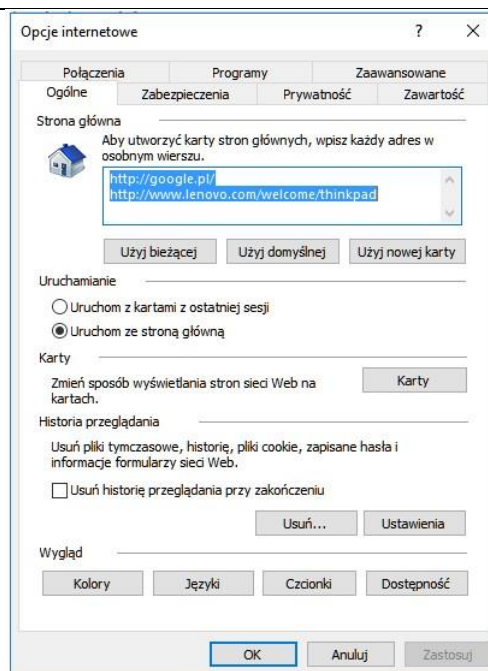 Opcje internetowe
Połączenia Programy Zaawansowane
Ogólne Zabezpieczenia Prywatność Zawartość
Strona główna
Aby utworzyć karty stron głównych, wpisz każdy adres w
osobnym wierszu.
http://google.pl/
http://www.lenovo.com/welcome/thinkpad
Użyj bieżącej Użyj domyślnej Użyj nowej karty
Uruchamianie
Uruchom z kartami z ostatniej sesji
Uruchom ze stroną główną
Karty
Zmień sposób wyświetlania stron sieci Web na
kartach.
Karty
Historia przeglądania
Usuń pliki tymczasowe, historię, pliki cookie, zapisane hasła i
informacje formularzy sieci Web.
Usuń historię przeglądania przy zakończeniu
Usuń... Ustawienia
Wygląd
Kolory Języki Czcionki Dostępność
OK Anuluj Zastosuj